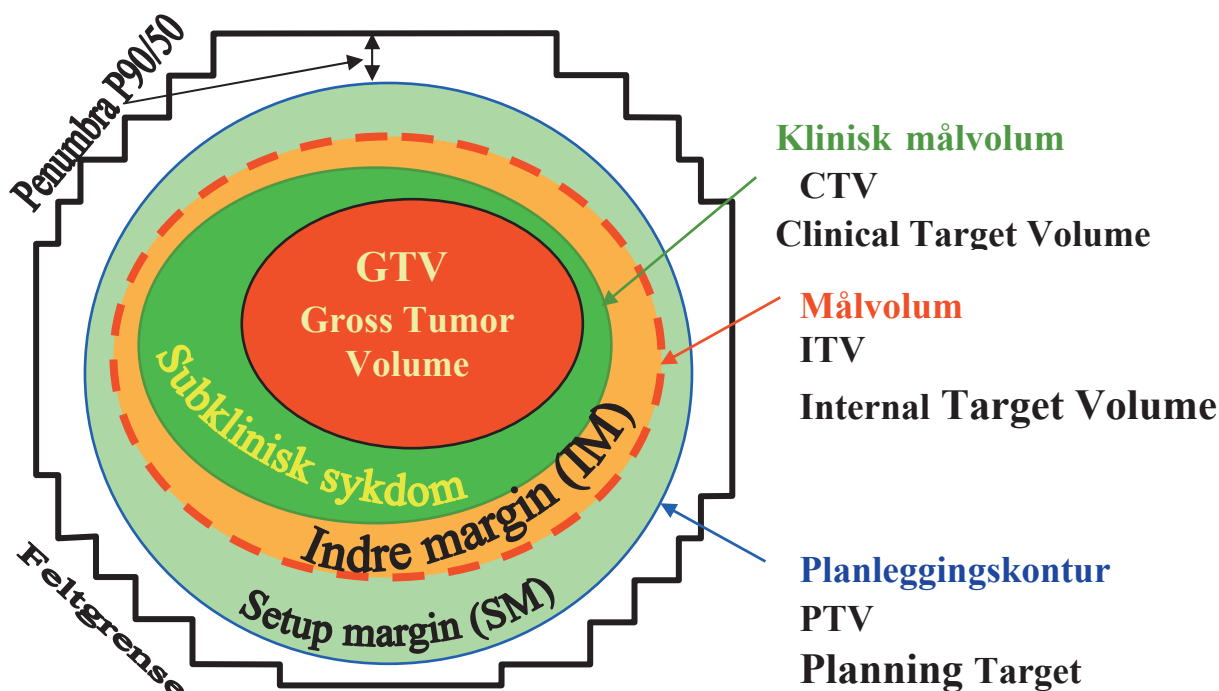 Penumbra P90/50
GTV
Gross Tumor
Volume
Subklinisk sykdom
Indre margin (IM)
Setup margin (SM)
Feltgrense
Klinisk målvolum
CTV
Clinical Target Volume
Målvolum
ITV
Internal Target Volume
Planleggingskontur
PTV
Planning Target